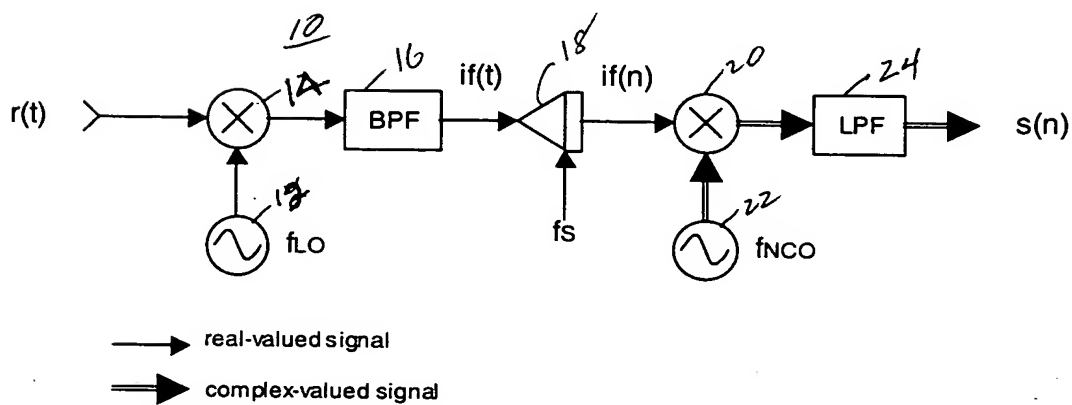 10
14
16
if(t)
18
if(n)
20
24
r(t)
BPF
LPF
s(n)
12
fLO
fs
22
fNCO
real-valued signal
complex-valued signal